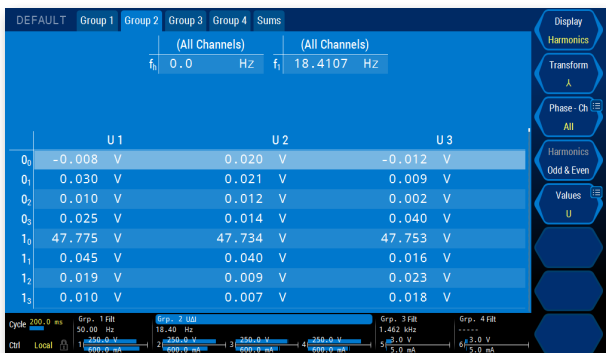 DEFAULT Group 1 Group 2 Group 3 Group 4 Sums
(All Channels) (All Channels)
fh 0.0 Hz f1 18.4107 Hz
U 1 U 2 U 3
0₀ -0.008 V 0.020 V -0.012 V
0₁ 0.030 V 0.021 V 0.009 V
0₂ 0.010 V 0.012 V 0.002 V
0₃ 0.025 V 0.014 V 0.040 V
1₀ 47.775 V 47.734 V 47.753 V
1₁ 0.045 V 0.040 V 0.016 V
1₂ 0.019 V 0.009 V 0.023 V
1₃ 0.010 V 0.007 V 0.018 V
Display
Harmonics
Transform
⅄
Phase - Ch
All
Harmonics
Odd & Even
Values
U
Cycle 200.0 ms Grp. 1 Filt Grp. 2 UΔI Grp. 3 Filt Grp. 4 Filt
50.00 Hz 18.40 Hz 1.462 kHz -----
Ctrl Local 1 250.0 V 2 250.0 V 3 250.0 V 4 250.0 V 5 3.0 V 6 3.0 V
600.0 mA 600.0 mA 600.0 mA 600.0 mA 5.0 mA 5.0 mA